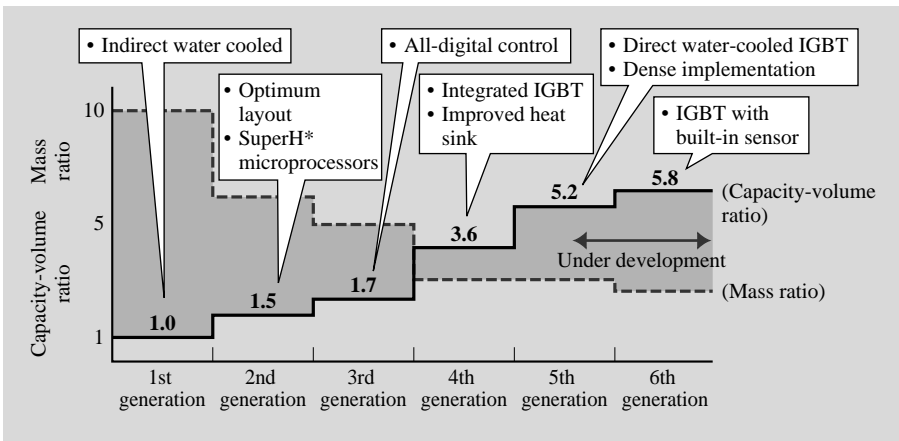 • Indirect water cooled
• Optimum
layout
• SuperH*
microprocessors
• All-digital control
• Integrated IGBT
• Improved heat
sink
• Direct water-cooled IGBT
• Dense implementation
• IGBT with
built-in sensor
Mass
ratio
Capacity-volume
ratio
10
5
1
1.0
1.5
1.7
3.6
5.2
5.8
(Capacity-volume
ratio)
Under development
(Mass ratio)
1st
generation
2nd
generation
3rd
generation
4th
generation
5th
generation
6th
generation